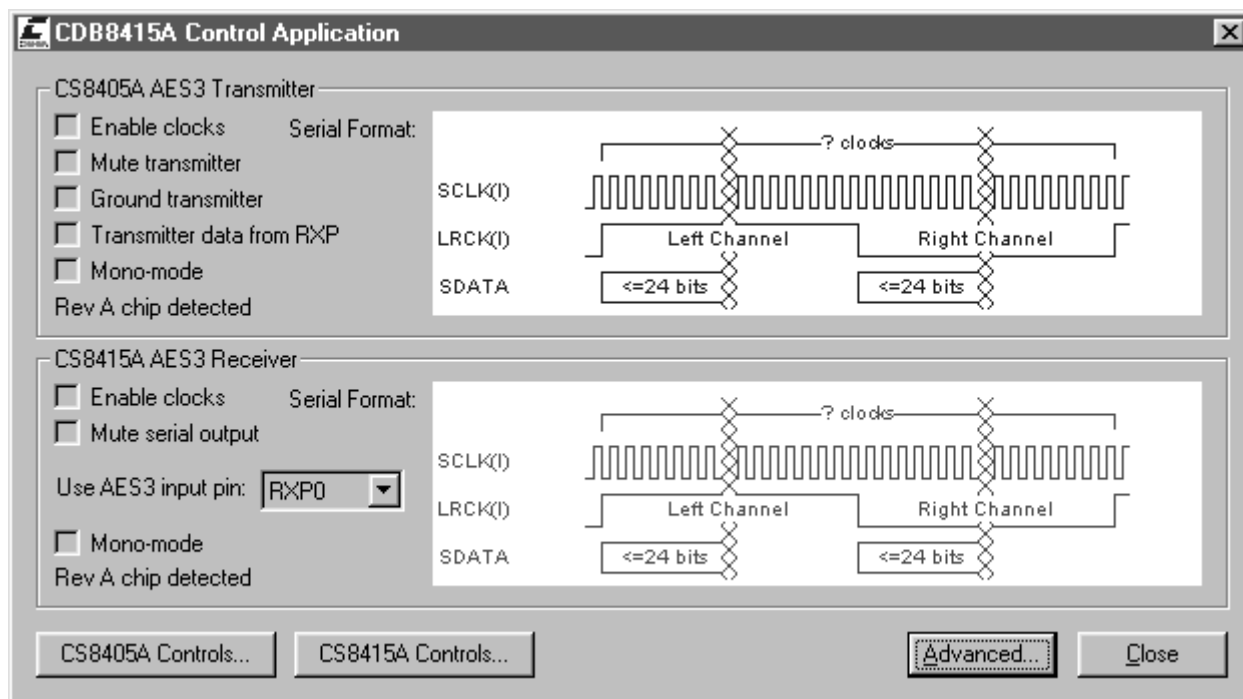 CDB8415A Control Application
CS8405A AES3 Transmitter
Enable clocks
Serial Format:
Mute transmitter
Ground transmitter
Transmitter data from RXP
Mono-mode
Rev A chip detected
? clocks
SCLK(I)
LRCK(I)
Left Channel
Right Channel
SDATA
<=24 bits
<=24 bits
CS8415A AES3 Receiver
Enable clocks
Serial Format:
Mute serial output
Use AES3 input pin:
RXP0
Mono-mode
Rev A chip detected
? clocks
SCLK(I)
LRCK(I)
Left Channel
Right Channel
SDATA
<=24 bits
<=24 bits
CS8405A Controls...
CS8415A Controls...
Advanced...
Close